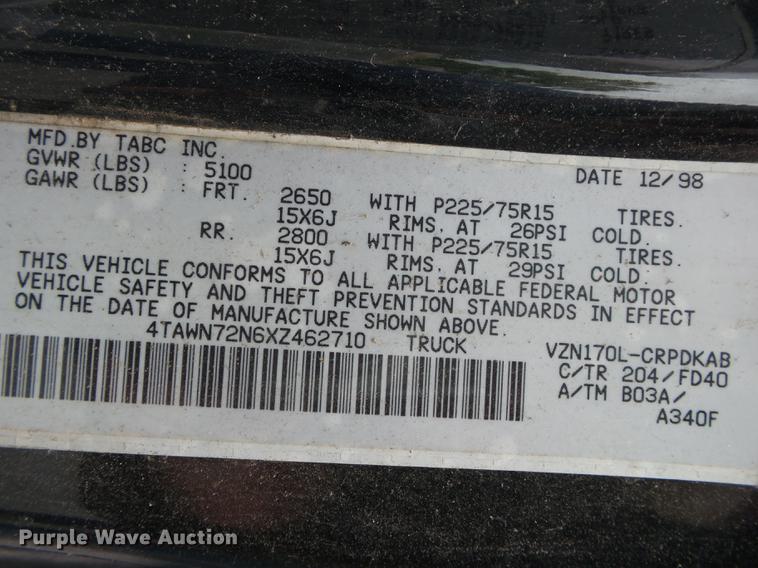 MFD.BY TABC INC. DATE 12/98
GVWR (LBS) : 5100
GAWR (LBS) : FRT. 2650 WITH P225/75R15 TIRES.
15X6J RIMS. AT 26PSI COLD.
RR. 2800 WITH P225/75R15 TIRES.
15X6J RIMS. AT 29PSI COLD.
THIS VEHICLE CONFORMS TO ALL APPLICABLE FEDERAL MOTOR
VEHICLE SAFETY AND THEFT PREVENTION STANDARDS IN EFFECT
ON THE DATE OF MANUFACTURE SHOWN ABOVE.
4TAWN72N6XZ462710 TRUCK VZN170L-CRPDKAB
C/TR 204/FD40
A/TM B03A/
A340F
Purple Wave Auction